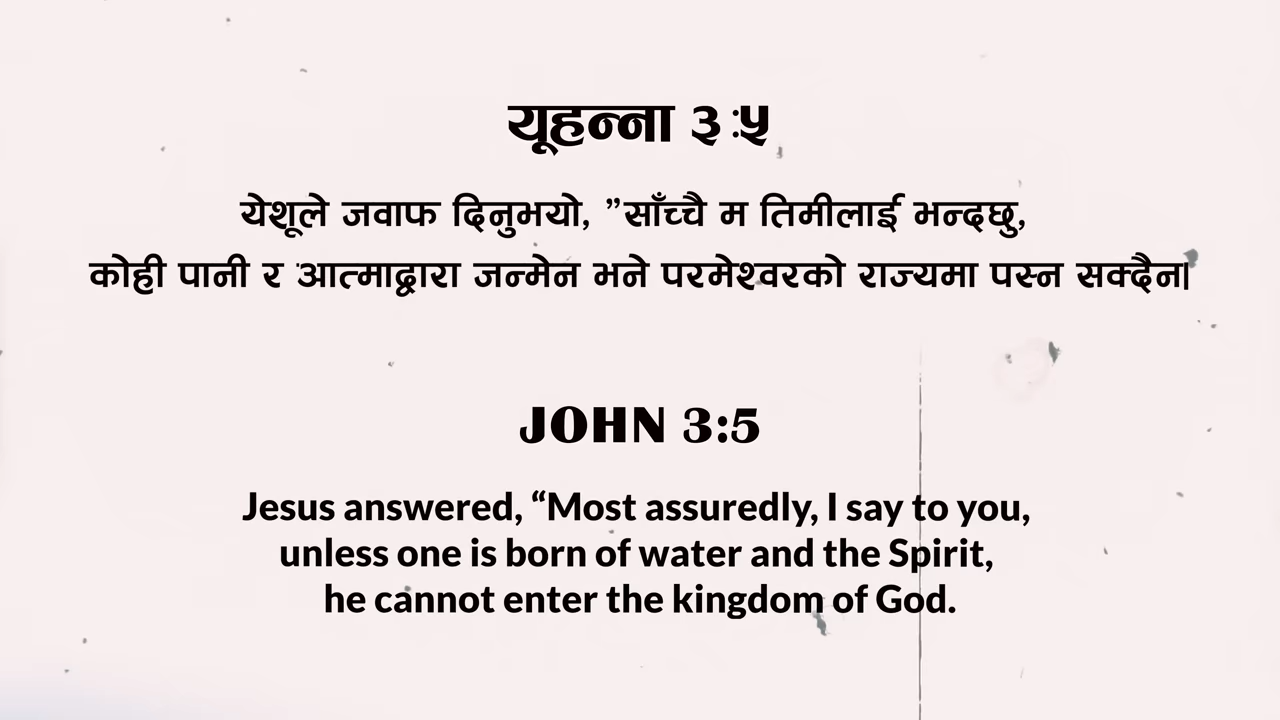 यूहन्ना ३:५
येशूले जवाफ दिनुभयो, ”साँच्चै म तिमीलाई भन्दछु,
कोही पानी र आत्माद्वारा जन्मेन भने परमेश्वरको राज्यमा पस्न सक्दैन।
JOHN 3:5
Jesus answered, “Most assuredly, I say to you,
unless one is born of water and the Spirit,
he cannot enter the kingdom of God.